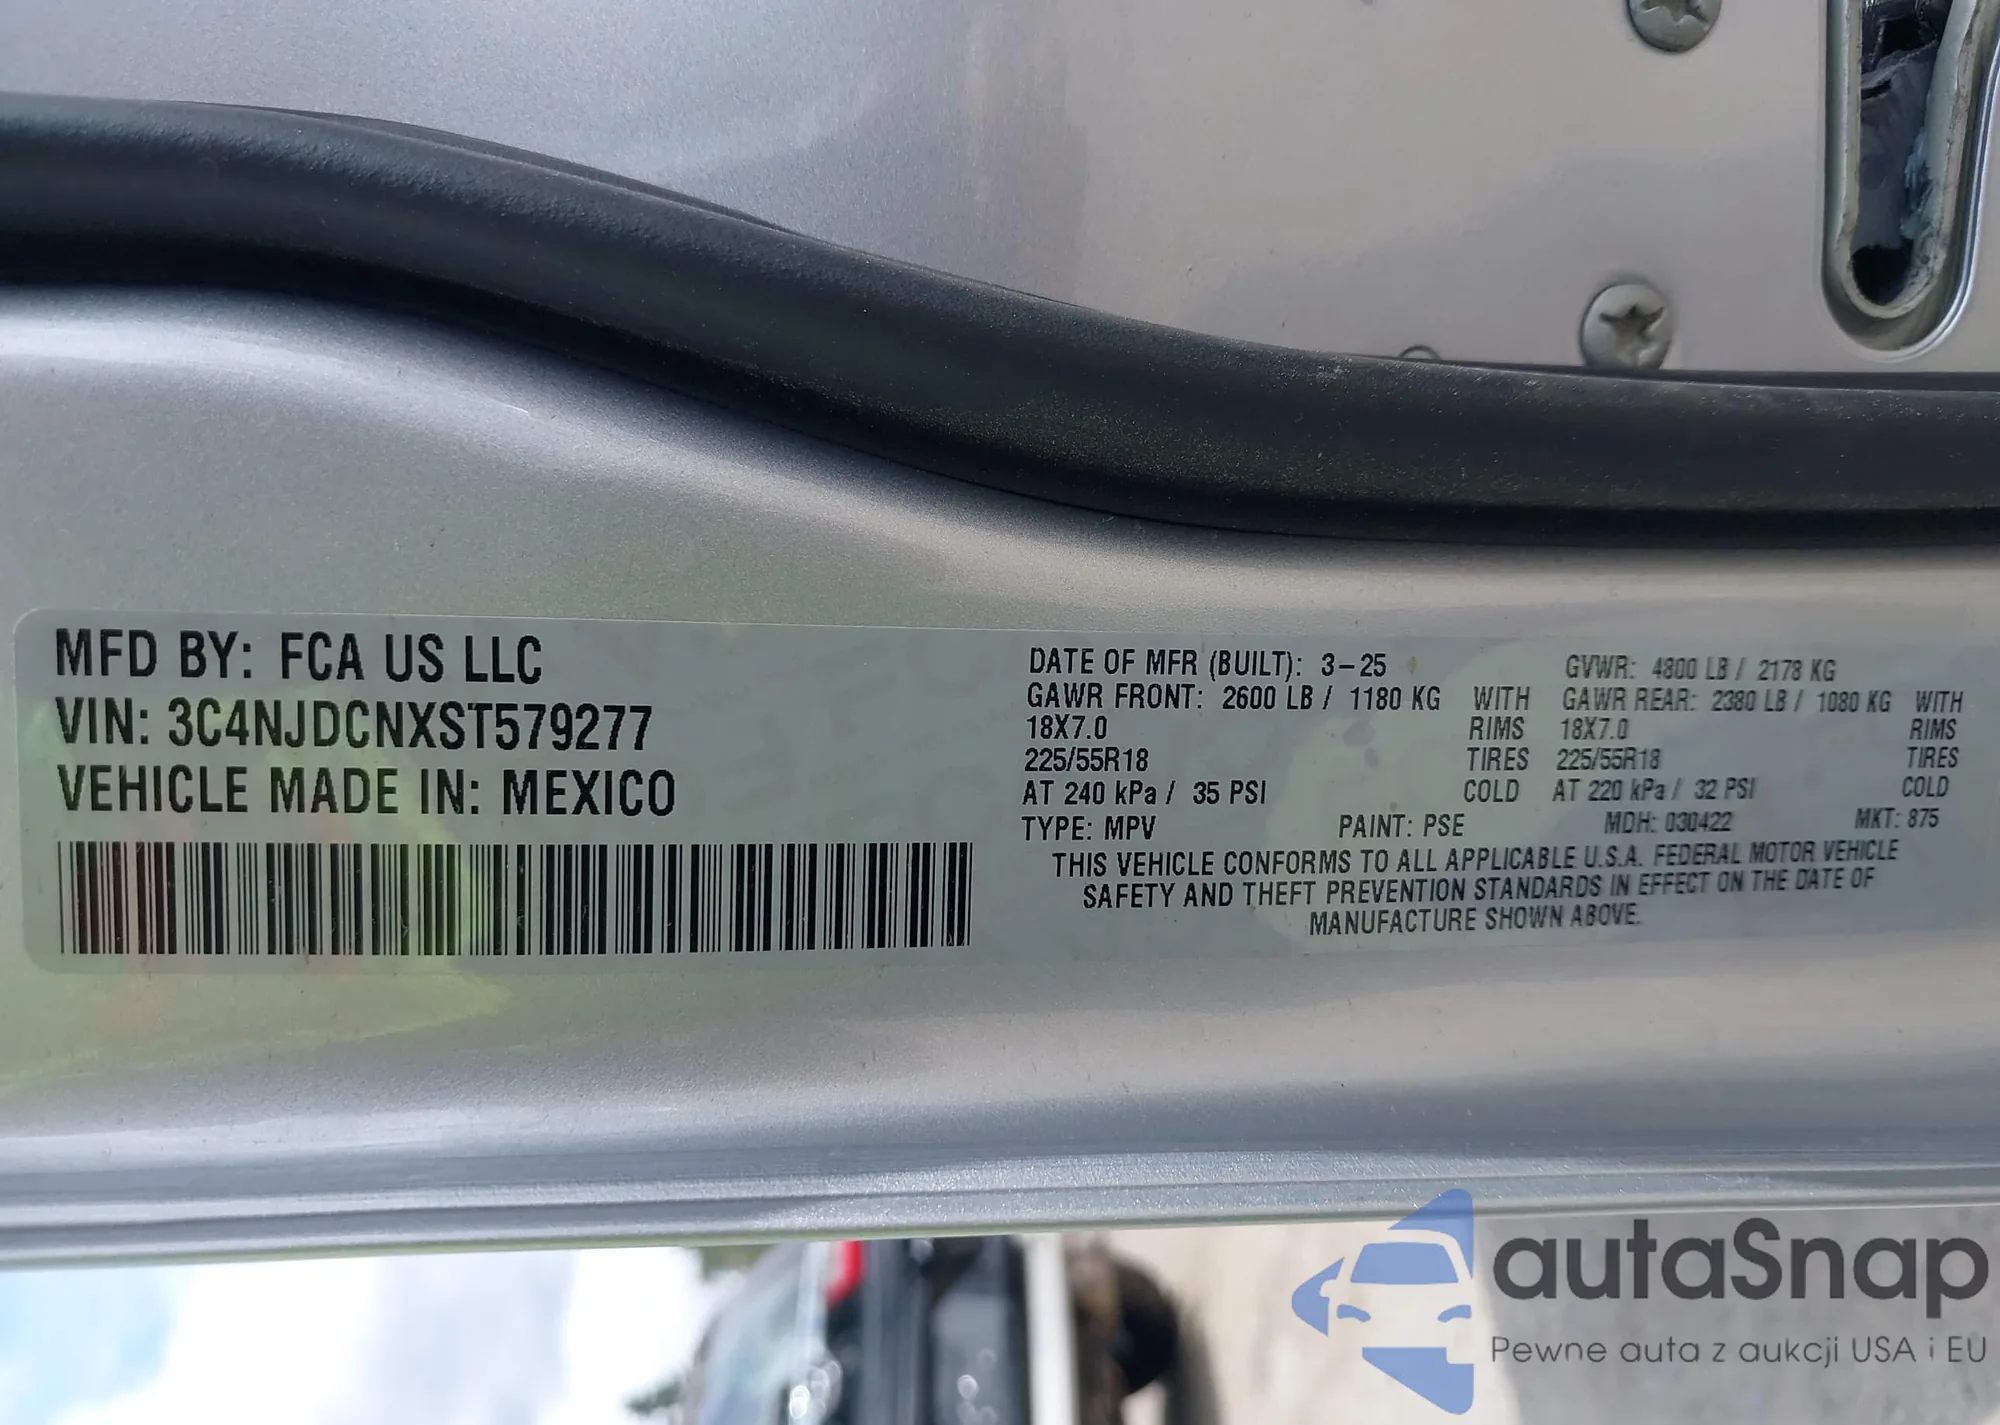 MFD BY: FCA US LLC
VIN: 3C4NJDCNXST579277
VEHICLE MADE IN: MEXICO
DATE OF MFR (BUILT): 3-25 GVWR: 4800 LB / 2178 KG
GAWR FRONT: 2600 LB / 1180 KG WITH GAWR REAR: 2380 LB / 1080 KG WITH
18X7.0 RIMS 18X7.0 RIMS
225/55R18 TIRES 225/55R18 TIRES
AT 240 kPa / 35 PSI COLD AT 220 kPa / 32 PSI COLD
TYPE: MPV PAINT: PSE MDH: 030422 MKT: 875
THIS VEHICLE CONFORMS TO ALL APPLICABLE U.S.A. FEDERAL MOTOR VEHICLE
SAFETY AND THEFT PREVENTION STANDARDS IN EFFECT ON THE DATE OF
MANUFACTURE SHOWN ABOVE.
autaSnap
Pewne auta z aukcji USA i EU